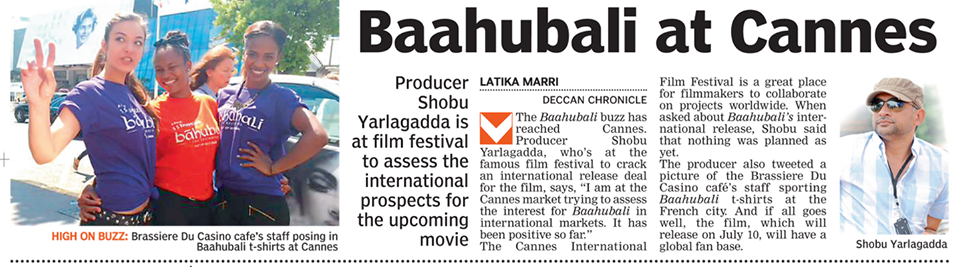 Baahubali at Cannes
bahubali
HIGH ON BUZZ: Brassiere Du Casino cafe's staff posing in
Baahubali t-shirts at Cannes
Producer
Shobu
Yarlagadda is
at film festival
to assess the
international
prospects for
the upcoming
movie
LATIKA MARRI
DECCAN CHRONICLE
The Baahubali buzz has
reached Cannes.
Producer Shobu
Yarlagadda, who's at the
famous film festival to crack
an international release deal
for the film, says, “I am at the
Cannes market trying to assess
the interest for Baahubali in
international markets. It has
been positive so far.”
The Cannes International
Film Festival is a great place
for filmmakers to collaborate
on projects worldwide. When
asked about Baahubali's inter-
national release, Shobu said
that nothing was planned as
yet.
The producer also tweeted a
picture of the Brassiere Du
Casino café's staff sporting
Baahubali t-shirts at the
French city. And if all goes
well, the film, which will
release on July 10, will have a
global fan base.
Shobu Yarlagadda